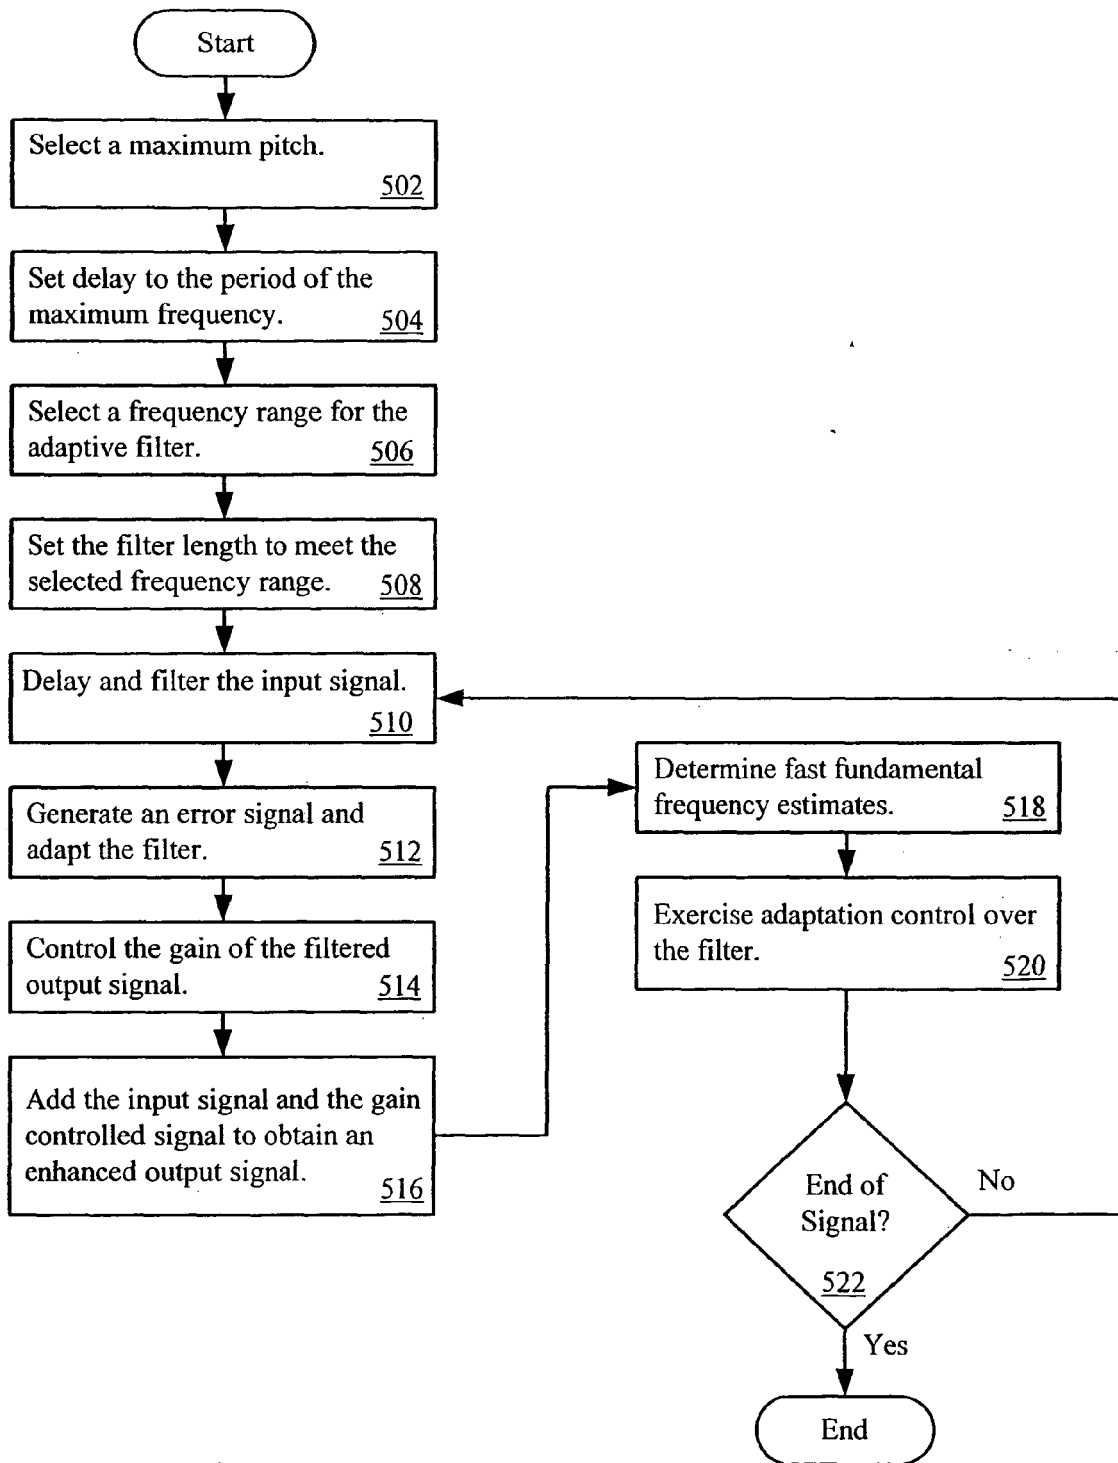 Start
Select a maximum pitch.
502
Set delay to the period of the
maximum frequency.
504
Select a frequency range for the
adaptive filter.
506
Set the filter length to meet the
selected frequency range.
508
Delay and filter the input signal.
510
Generate an error signal and
adapt the filter.
512
Control the gain of the filtered
output signal.
514
Add the input signal and the gain
controlled signal to obtain an
enhanced output signal.
516
Determine fast fundamental
frequency estimates.
518
Exercise adaptation control over
the filter.
520
End of
Signal?
522
No
Yes
End